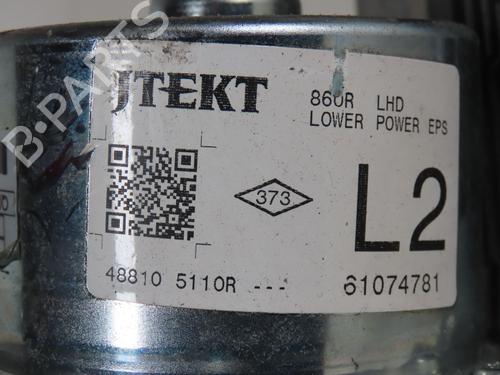 JTEKT
860R LHD
LOWER POWER EPS
L2
373
48810 5110R ---
61074781
B-PARTS